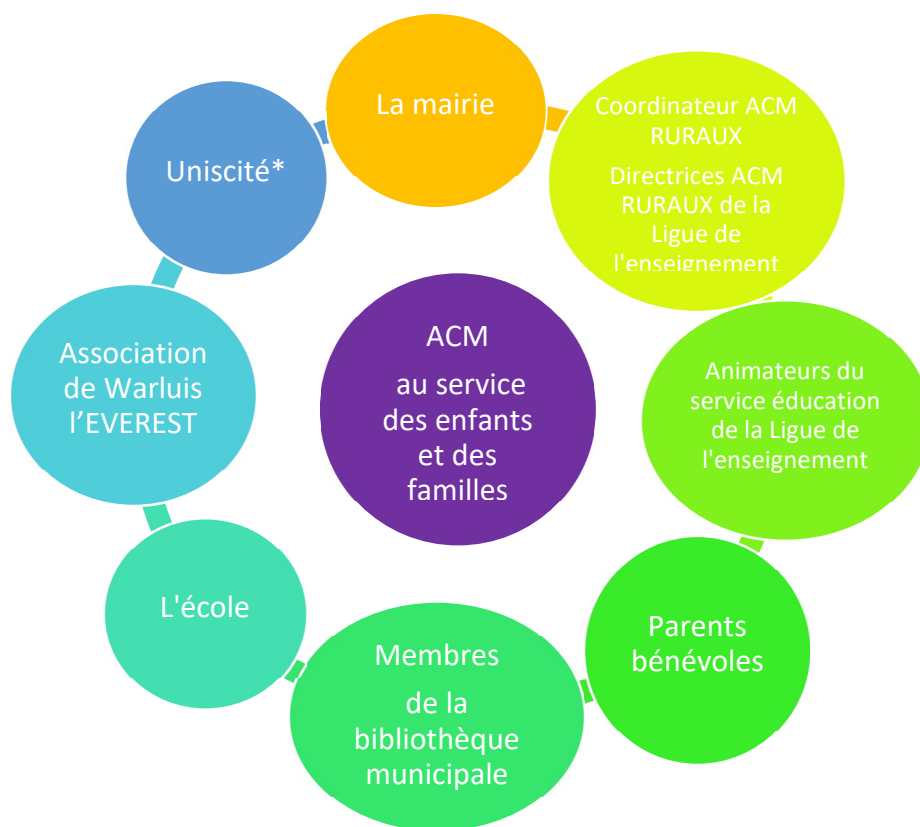 La mairie
Coordinateur ACM
RURAUX
Directrices ACM
RURAUX de la
Ligue de
l'enseignement
Animateurs du
service éducation
de la Ligue de
l'enseignement
Parents
bénévoles
Membres
de la
bibliothèque
municipale
L'école
Association
de Warluis
l’EVEREST
Uniscité*
ACM
au service
des enfants
et des
familles